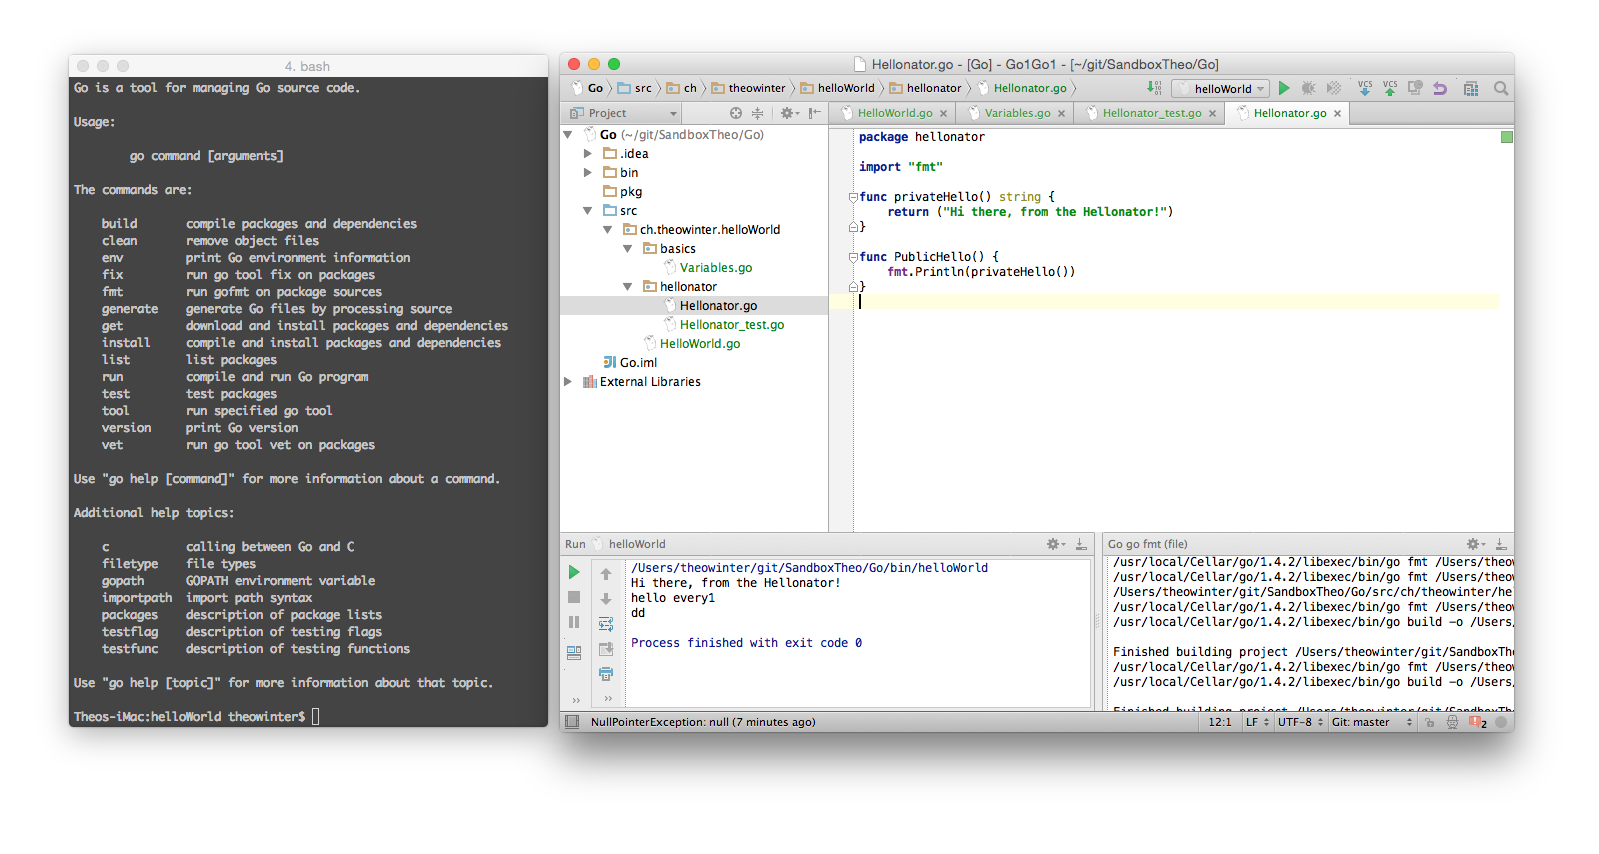 4. bash
Go is a tool for managing Go source code.
Usage:
go command [arguments]
The commands are:
build compile packages and dependencies
clean remove object files
env print Go environment information
fix run go tool fix on packages
fmt run gofmt on package sources
generate generate Go files by processing source
get download and install packages and dependencies
install compile and install packages and dependencies
list list packages
run compile and run Go program
test test packages
tool run specified go tool
version print Go version
vet run go tool vet on packages
Use "go help [command]" for more information about a command.
Additional help topics:
c calling between Go and C
filetype file types
gopath GOPATH environment variable
importpath import path syntax
packages description of package lists
testflag description of testing flags
testfunc description of testing functions
Use "go help [topic]" for more information about that topic.
Theos-iMac:helloWorld theowinter$
Hellonator.go - [Go] - Go1Go1 - [~/git/SandboxTheo/Go]
Go src ch theowinter helloWorld hellonator Hellonator.go
helloWorld VCS VCS
Project
HelloWorld.go Variables.go Hellonator_test.go Hellonator.go
Go (~/git/SandboxTheo/Go)
.idea
bin
pkg
src
ch.theowinter.helloWorld
basics
Variables.go
hellonator
Hellonator.go
Hellonator_test.go
HelloWorld.go
Go.iml
External Libraries
package hellonator
import "fmt"
func privateHello() string {
return ("Hi there, from the Hellonator!")
}
func PublicHello() {
fmt.Println(privateHello())
}
Run helloWorld
/Users/theowinter/git/SandboxTheo/Go/bin/helloWorld
Hi there, from the Hellonator!
hello every1
dd
Process finished with exit code 0
Go go fmt (file)
/usr/local/Cellar/go/1.4.2/libexec/bin/go fmt /Users/theow
/usr/local/Cellar/go/1.4.2/libexec/bin/go fmt /Users/theow
/Users/theowinter/git/SandboxTheo/Go/src/ch/theowinter/hel
/usr/local/Cellar/go/1.4.2/libexec/bin/go fmt /Users/theow
/usr/local/Cellar/go/1.4.2/libexec/bin/go build -o /Users/
Finished building project /Users/theowinter/git/SandboxThe
/usr/local/Cellar/go/1.4.2/libexec/bin/go fmt /Users/theow
/usr/local/Cellar/go/1.4.2/libexec/bin/go build -o /Users/
Finished building project /Users/theowinter/git/SandboxThe
NullPointerException: null (7 minutes ago)
12:1 LF UTF-8 Git: master 2